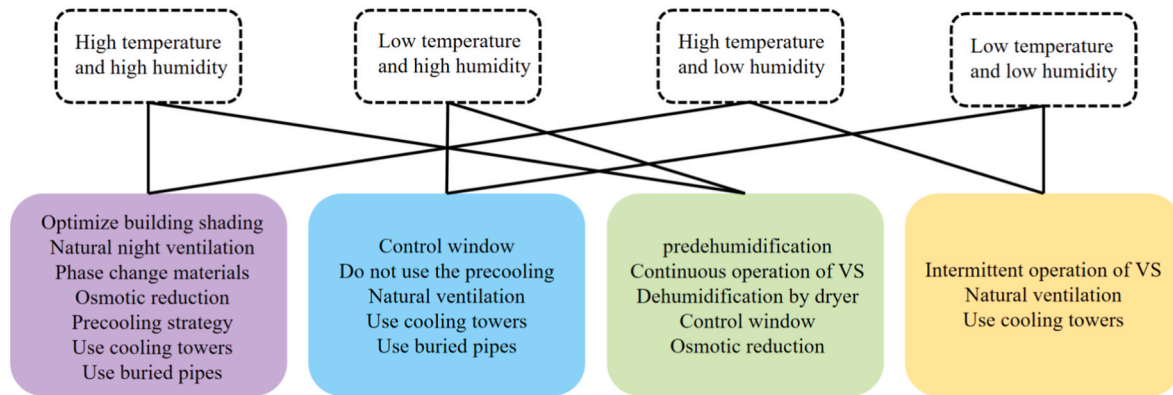 High temperature
and high humidity
Low temperature
and high humidity
High temperature
and low humidity
Low temperature
and low humidity
Optimize building shading
Natural night ventilation
Phase change materials
Osmotic reduction
Precooling strategy
Use cooling towers
Use buried pipes
Control window
Do not use the precooling
Natural ventilation
Use cooling towers
Use buried pipes
predehumidification
Continuous operation of VS
Dehumidification by dryer
Control window
Osmotic reduction
Intermittent operation of VS
Natural ventilation
Use cooling towers